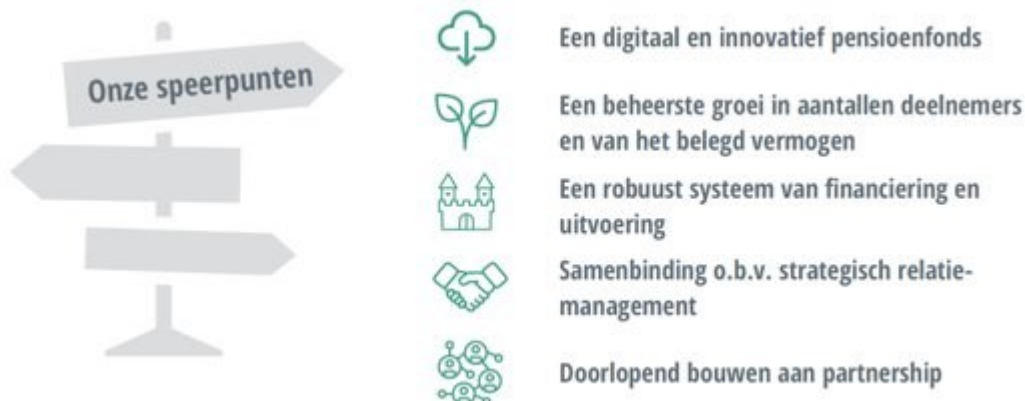 Onze speerpunten
Een digitaal en innovatief pensioenfonds
Een beheerste groei in aantallen deelnemers
en van het belegd vermogen
Een robuust systeem van financiering en
uitvoering
Samenbinding o.b.v. strategisch relatie-
management
Doorlopend bouwen aan partnership